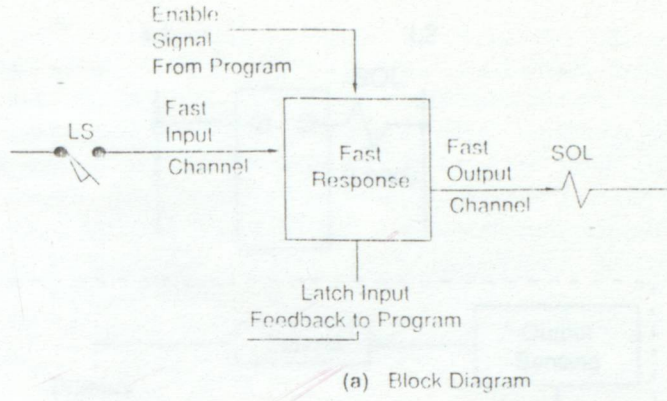 Enable
Signal
From Program
LS
Fast
Input
Channel
Fast
Response
Fast
Output
Channel
SOL
Latch Input
Feedback to Program
(a) Block Diagram